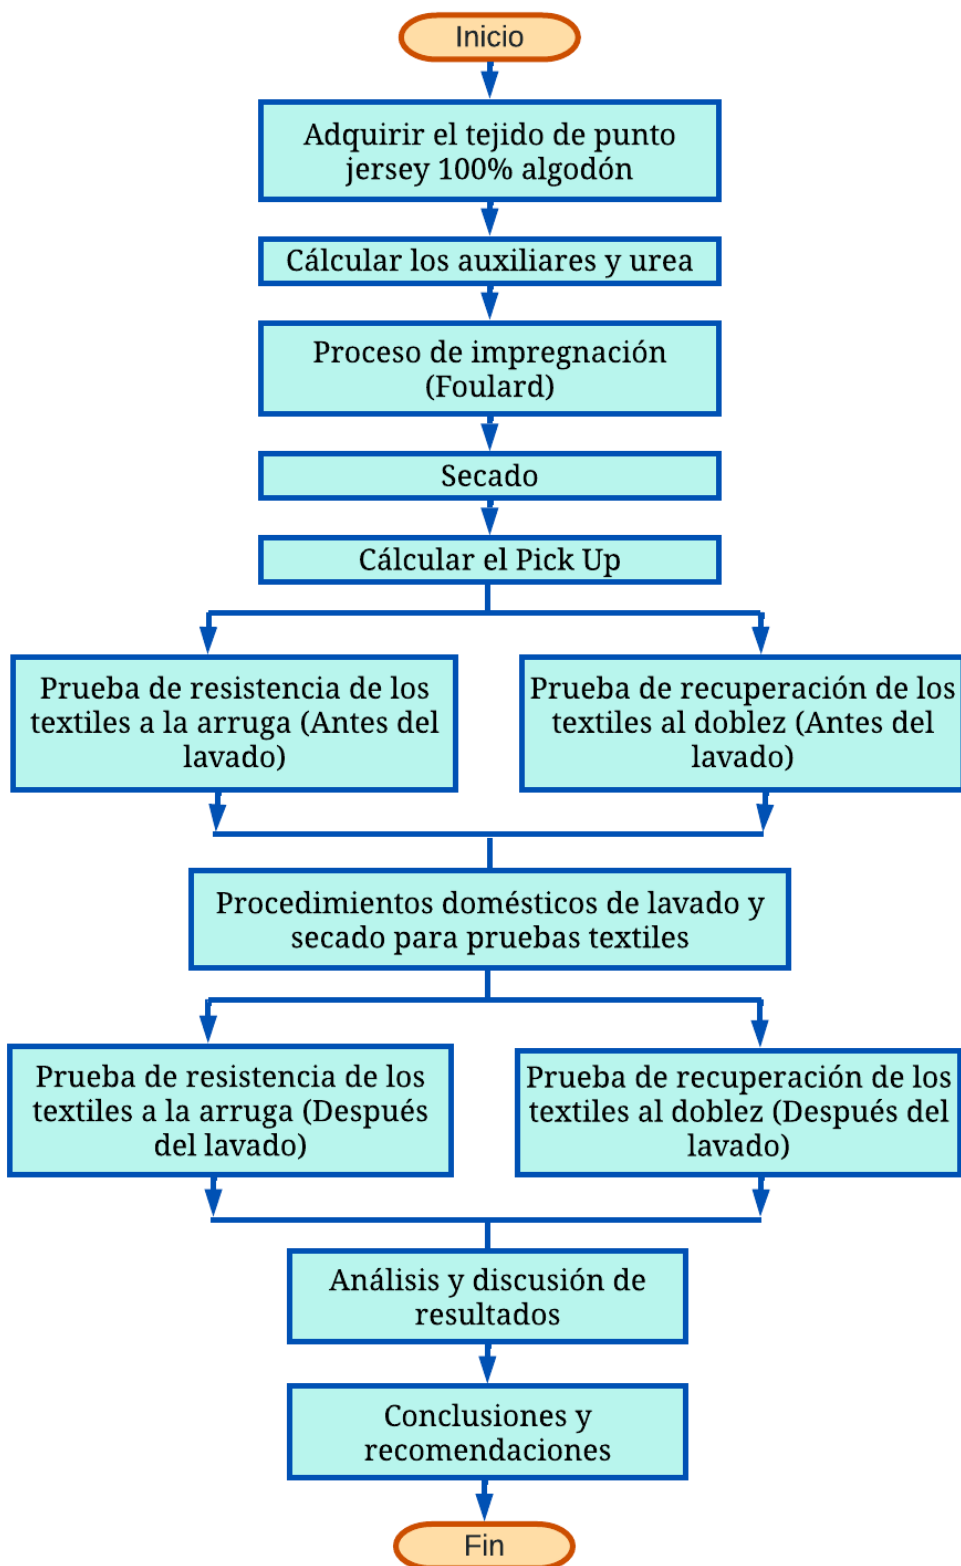 Inicio
Adquirir el tejido de punto
jersey 100% algodón
Cálcular los auxiliares y urea
Proceso de impregnación
(Foulard)
Secado
Cálcular el Pick Up
Prueba de resistencia de los
textiles a la arruga (Antes del
lavado)
Prueba de recuperación de los
textiles al doblez (Antes del
lavado)
Procedimientos domésticos de lavado y
secado para pruebas textiles
Prueba de resistencia de los
textiles a la arruga (Después
del lavado)
Prueba de recuperación de los
textiles al doblez (Después del
lavado)
Análisis y discusión de
resultados
Conclusiones y
recomendaciones
Fin